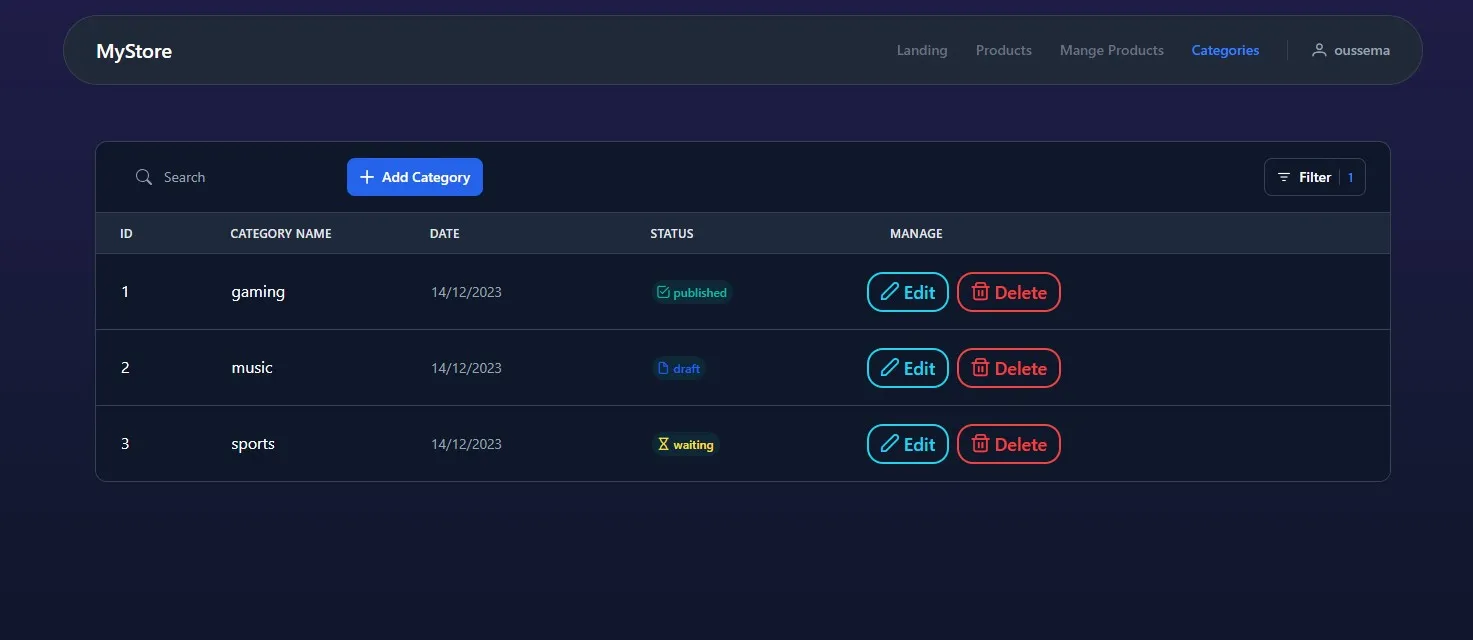 MyStore Landing Products Mange Products Categories oussema
Search Add Category Filter 1
ID CATEGORY NAME DATE STATUS MANAGE
1 gaming 14/12/2023 published Edit Delete
2 music 14/12/2023 draft Edit Delete
3 sports 14/12/2023 waiting Edit Delete